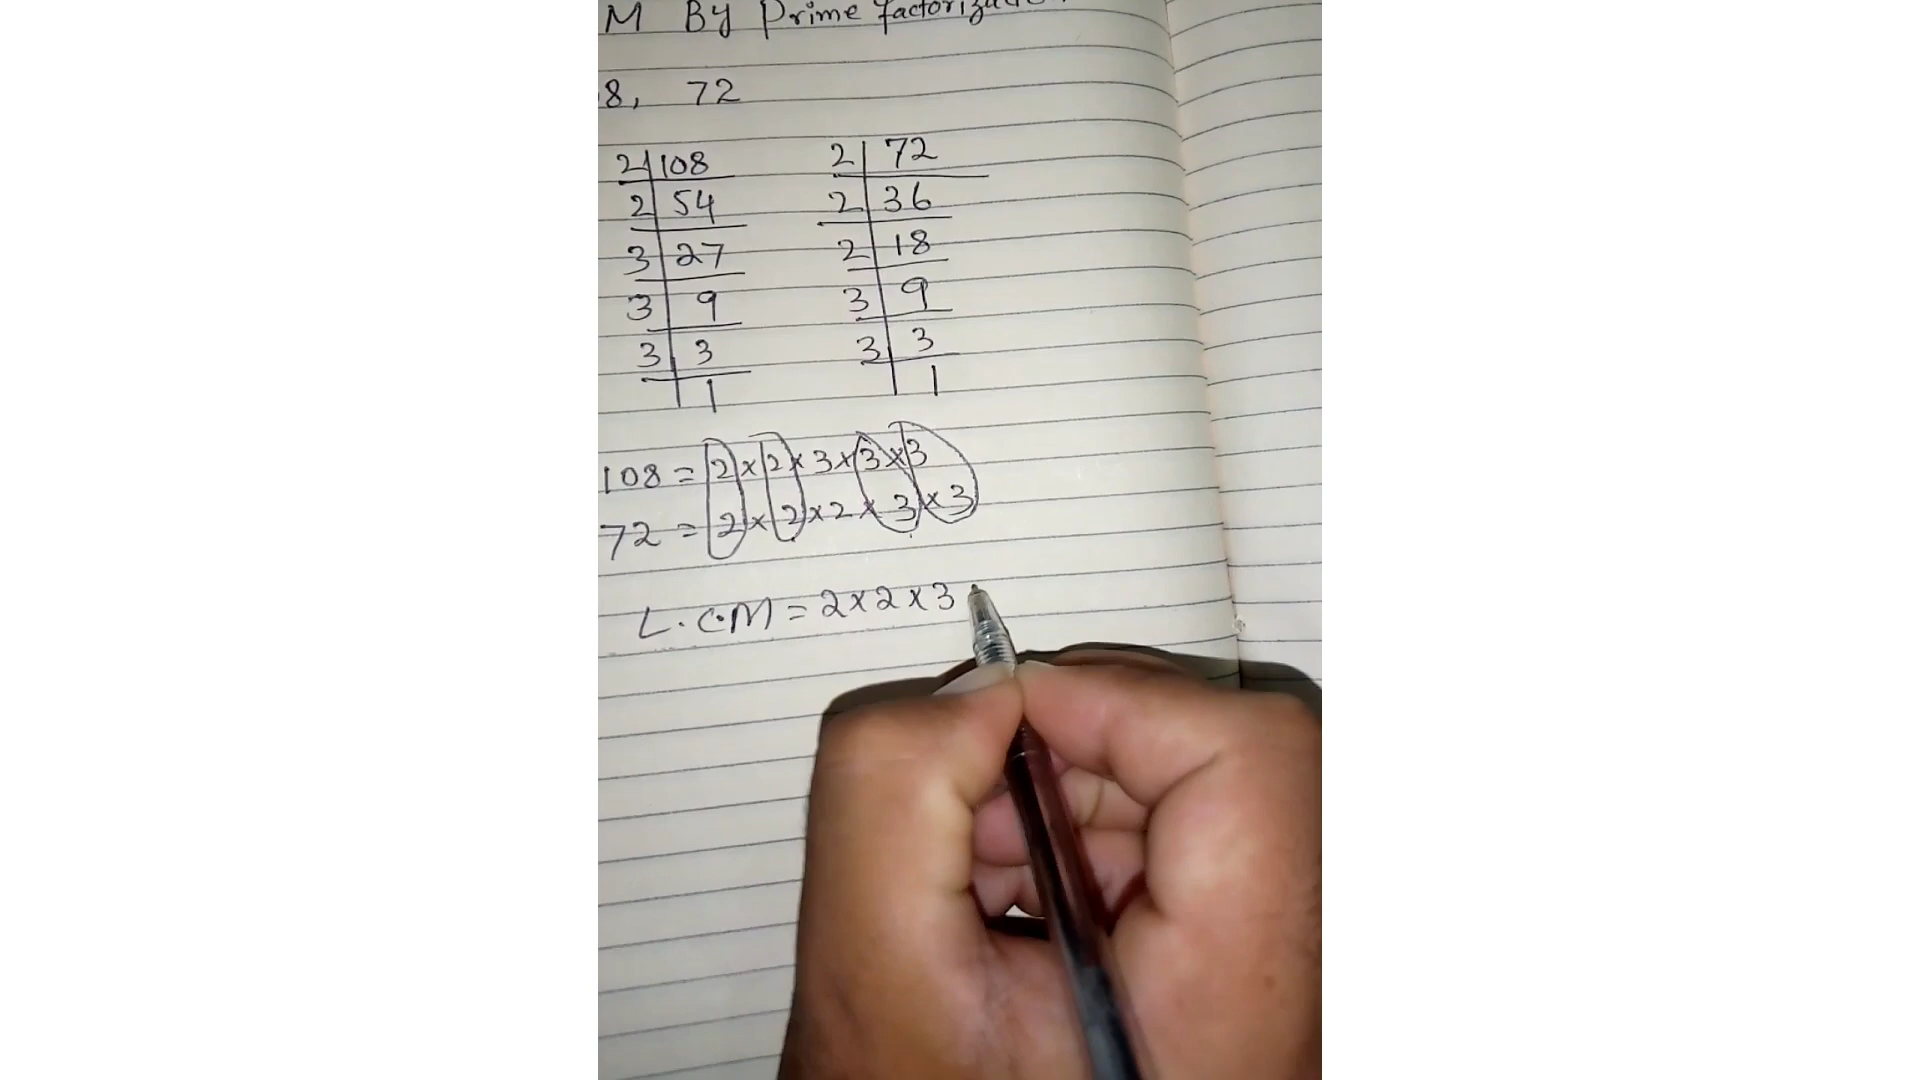 M By Prime factorization
8, 72
2 108 2 72
2 54 2 36
3 27 2 18
3 9 3 9
3 3 3 3
1 1
108 = 2 × 2 × 3 × 3 × 3
72 = 2 × 2 × 2 × 3 × 3
L.C.M = 2 × 2 × 3